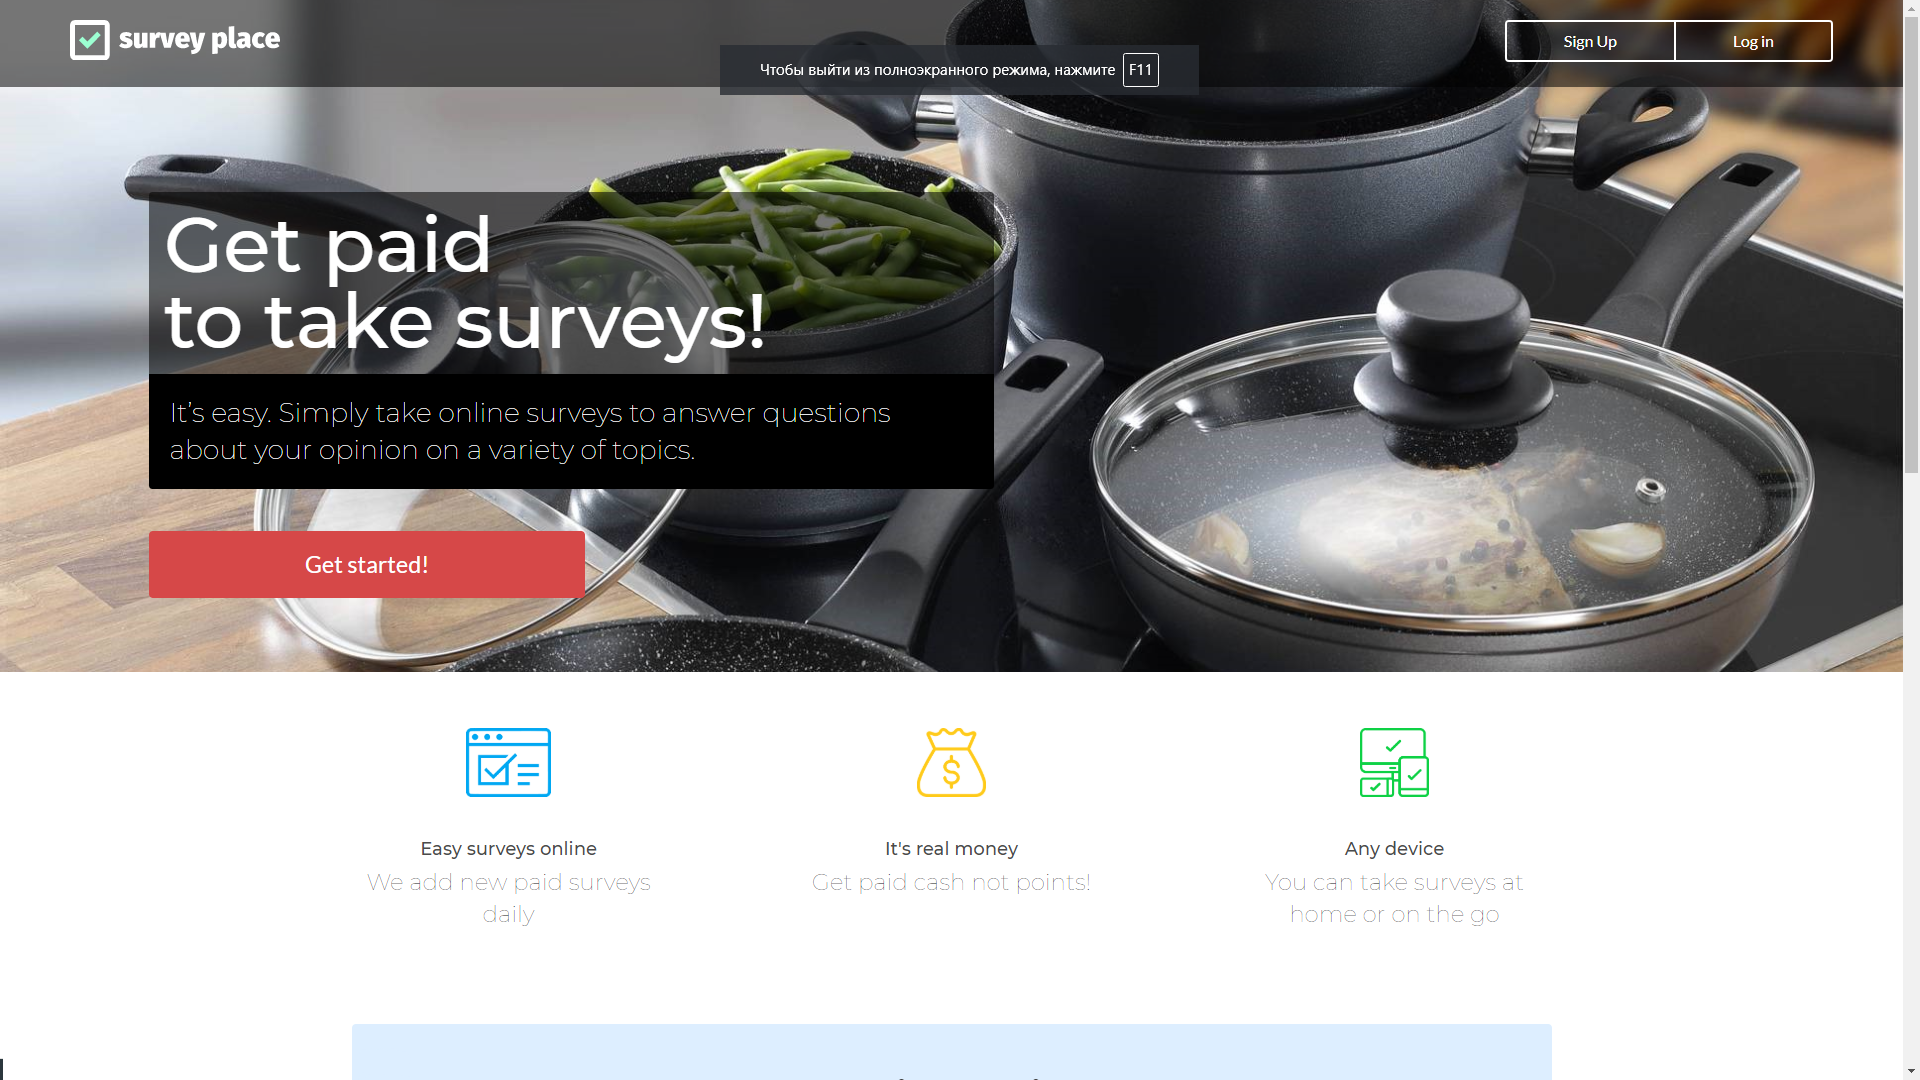 survey place
Sign Up
Log in
Чтобы выйти из полноэкранного режима, нажмите F11
Get paid
to take surveys!
It’s easy. Simply take online surveys to answer questions
about your opinion on a variety of topics.
Get started!
Easy surveys online
We add new paid surveys
daily
It's real money
Get paid cash not points!
Any device
You can take surveys at
home or on the go